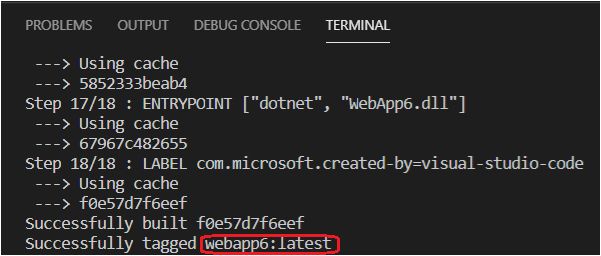 PROBLEMS OUTPUT DEBUG CONSOLE TERMINAL
---> Using cache
---> 5852333beab4
Step 17/18 : ENTRYPOINT ["dotnet", "WebApp6.dll"]
---> Using cache
---> 67967c482655
Step 18/18 : LABEL com.microsoft.created-by=visual-studio-code
---> Using cache
---> f0e57d7f6eef
Successfully built f0e57d7f6eef
Successfully tagged webapp6:latest